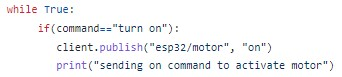 while True:
if(command=="turn on"):
client.publish("esp32/motor", "on")
print("sending on command to activate motor")